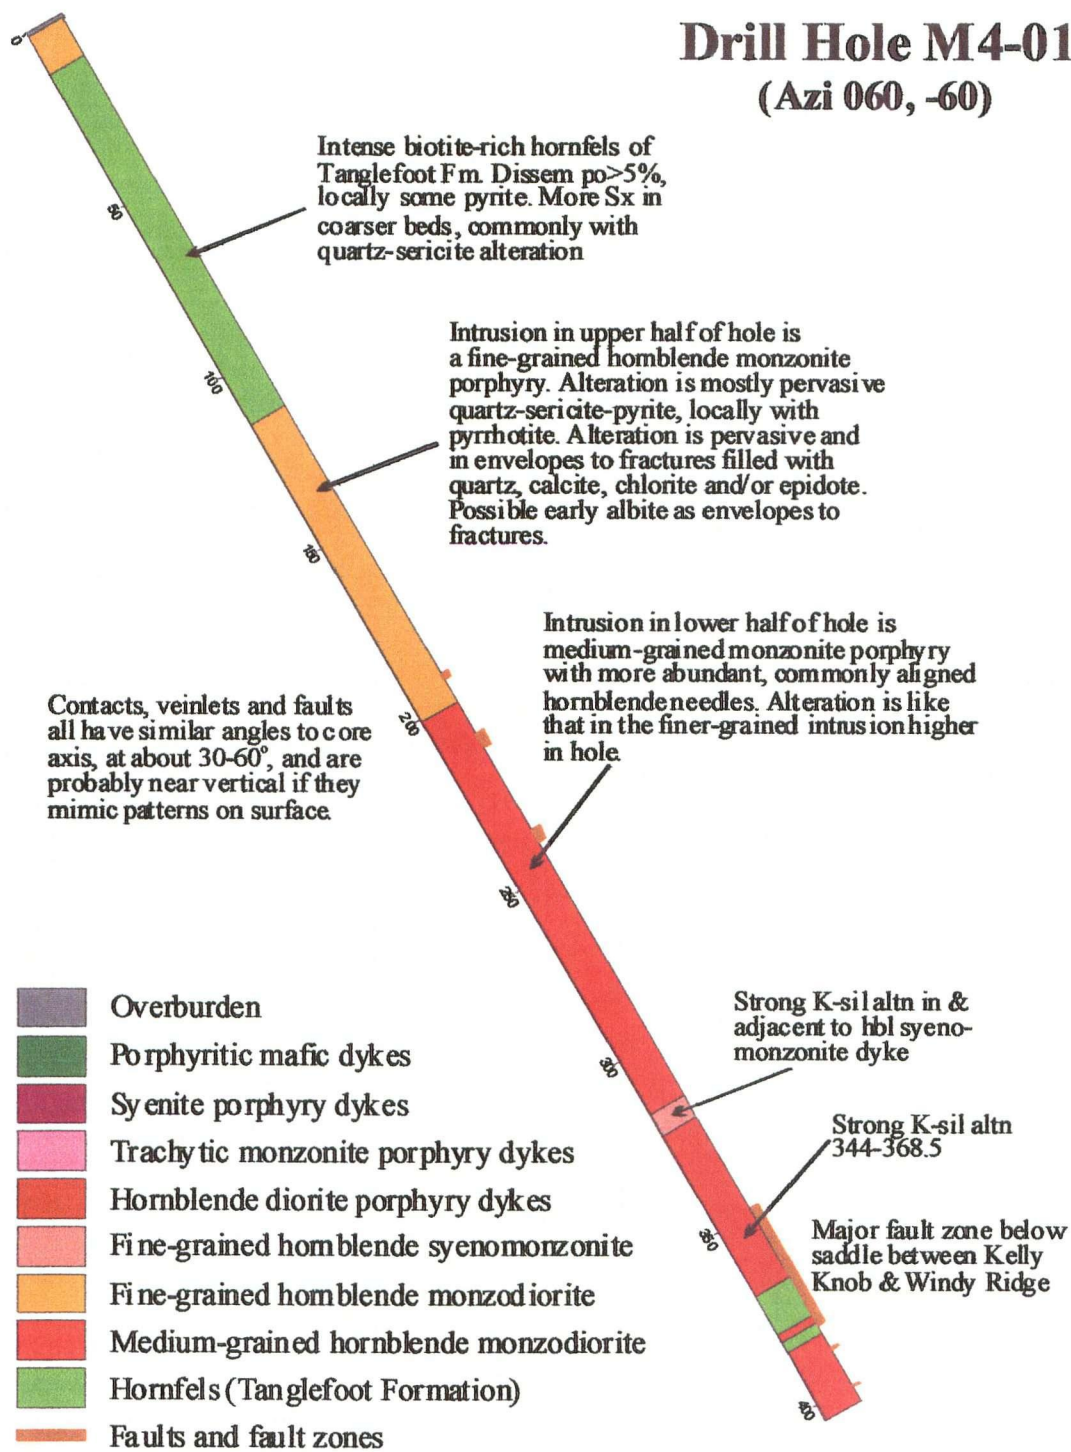 Drill Hole M4-01
(Azi 060, -60)
0
Intense biotite-rich hornfels of
Tanglefoot Fm. Dissem po>5%,
locally some pyrite. More Sx in
coarser beds, commonly with
quartz-sericite alteration
50
Intrusion in upper half of hole is
a fine-grained hornblende monzonite
porphyry. Alteration is mostly pervasive
quartz-sericite-pyrite, locally with
pyrrhotite. Alteration is pervasive and
in envelopes to fractures filled with
quartz, calcite, chlorite and/or epidote.
Possible early albite as envelopes to
fractures.
100
150
Intrusion in lower half of hole is
medium-grained monzonite porphyry
with more abundant, commonly aligned
hornblende needles. Alteration is like
that in the finer-grained intrusion higher
in hole.
Contacts, veinlets and faults
all have similar angles to core
axis, at about 30-60°, and are
probably near vertical if they
mimic patterns on surface.
200
250
300
Strong K-sil altn in &
adjacent to hbl syeno-
monzonite dyke
Strong K-sil altn
344-368.5
350
Major fault zone below
saddle between Kelly
Knob & Windy Ridge
400
Overburden
Porphyritic mafic dykes
Syenite porphyry dykes
Trachytic monzonite porphyry dykes
Hornblende diorite porphyry dykes
Fine-grained hornblende syenomonzonite
Fine-grained hornblende monzodiorite
Medium-grained hornblende monzodiorite
Hornfels (Tanglefoot Formation)
Faults and fault zones